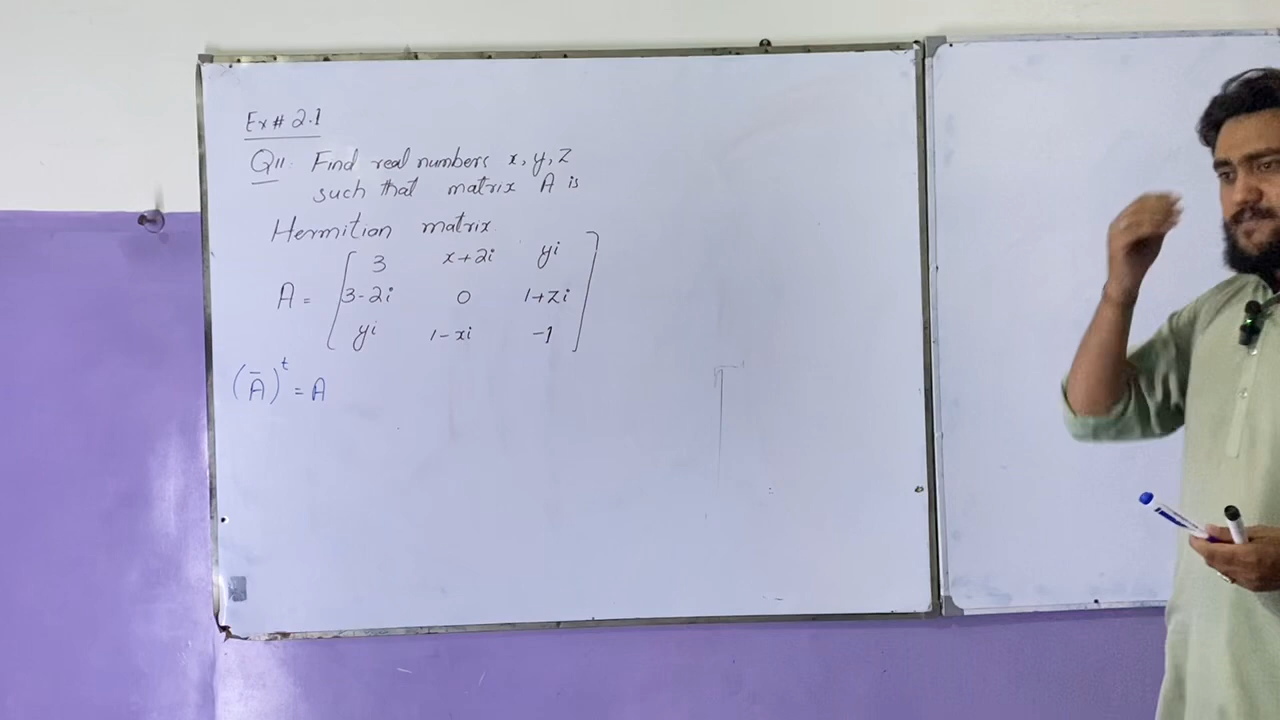 Ex# 2.1
Q11. Find real numbers x, y, z
such that matrix A is
Hermition matrix.
A = [ 3 x+2i yi
3-2i 0 1+zi
yi 1-xi -1 ]
(Ā)ᵗ = A